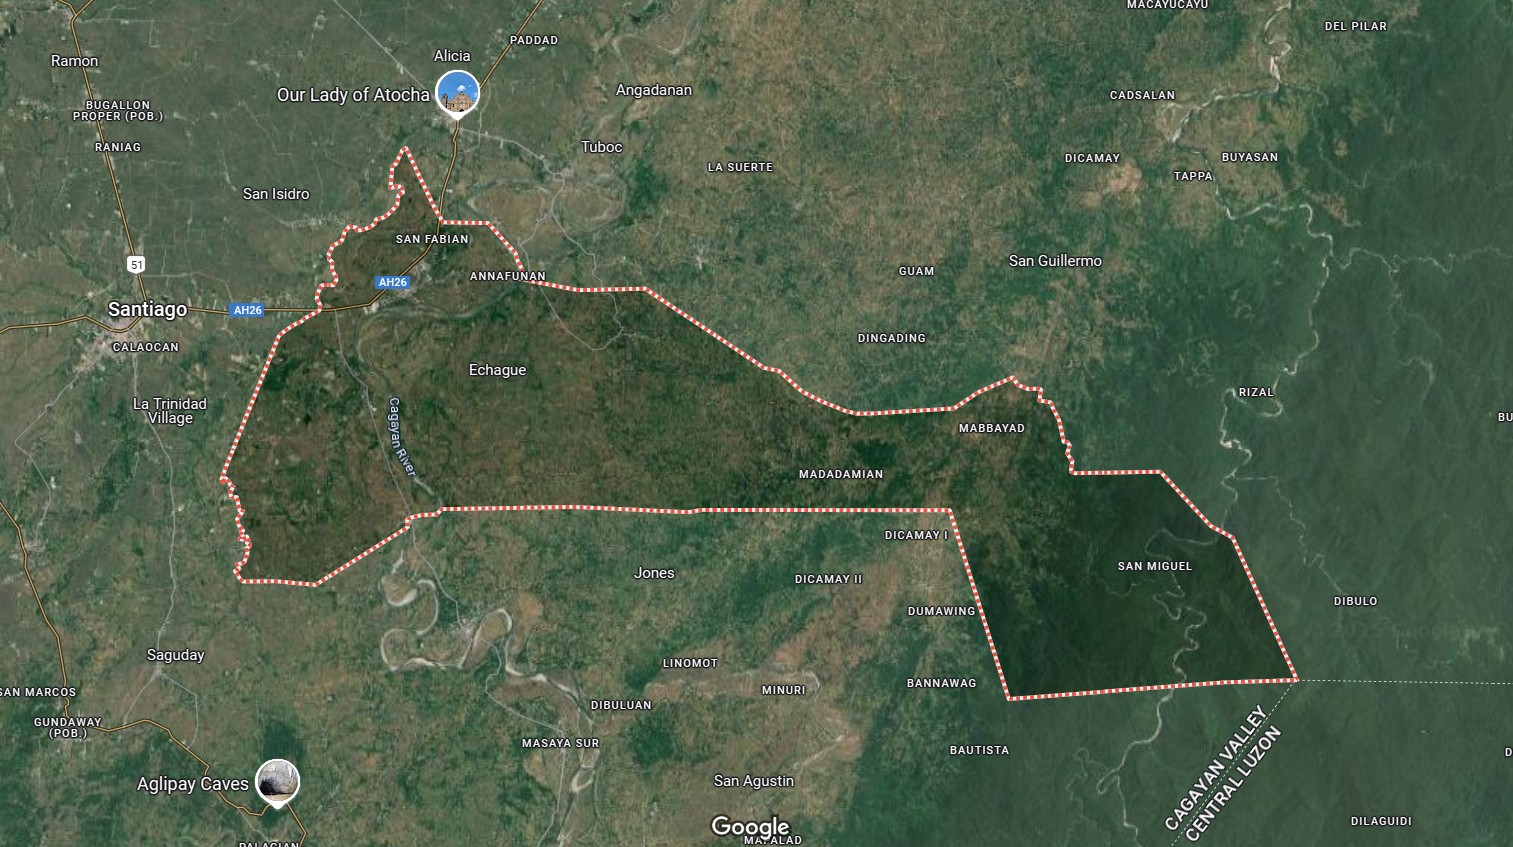 MACAYUCAYU
DEL PILAR
PADDAD
Alicia
Ramon
Our Lady of Atocha
Angadanan
CADSALAN
BUGALLON
PROPER (POB.)
RANIAG
Tuboc
LA SUERTE
DICAMAY
BUYASAN
TAPPA
San Isidro
SAN FABIAN
51
ANNAFUNAN
GUAM
San Guillermo
AH26
Santiago
AH26
CALAOCAN
DINGADING
Echague
RIZAL
La Trinidad
Village
BU
Cagayan River
MABBAYAD
MADADAMIAN
DICAMAY I
SAN MIGUEL
Jones
DICAMAY II
DIBULO
DUMAWING
Saguday
LINOMOT
BANNAWAG
SAN MARCOS
MINURI
DIBULUAN
GUNDAWAY
(POB.)
MASAYA SUR
BAUTISTA
D
CAGAYAN VALLEY
CENTRAL LUZON
Aglipay Caves
San Agustin
DILAGUIDI
Google
PALACIAN